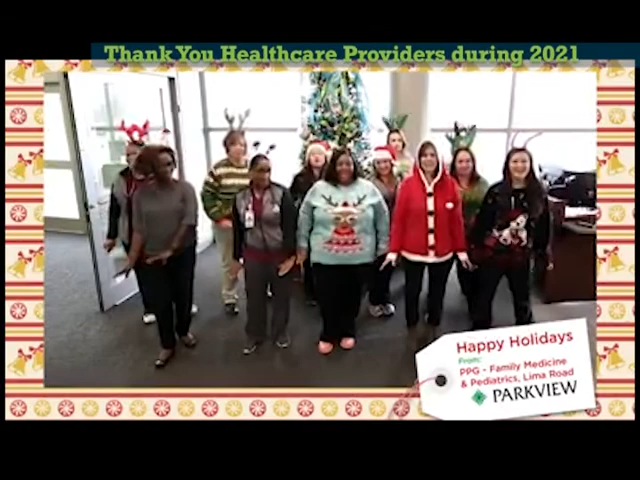 Thank You Healthcare Providers during 2021
Happy Holidays
From:
PPG - Family Medicine
& Pediatrics, Lima Road
PARKVIEW